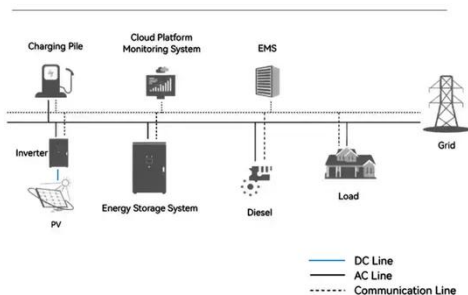 Charging Pile
Cloud Platform
Monitoring System
EMS
Grid
Inverter
PV
Energy Storage System
Diesel
Load
DC Line
AC Line
Communication Line